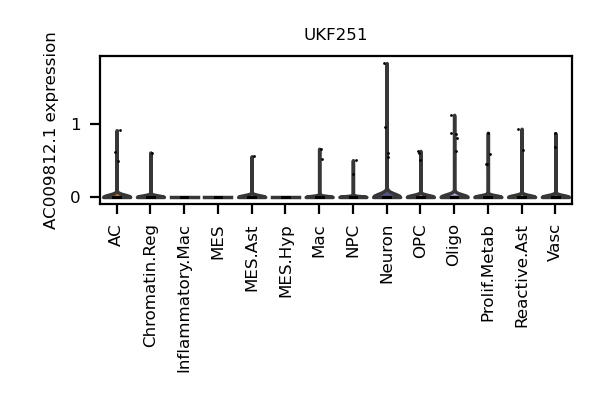 UKF251
AC009812.1 expression
1
0
AC
Chromatin.Reg
Inflammatory.Mac
MES
MES.Ast
MES.Hyp
Mac
NPC
Neuron
OPC
Oligo
Prolif.Metab
Reactive.Ast
Vasc